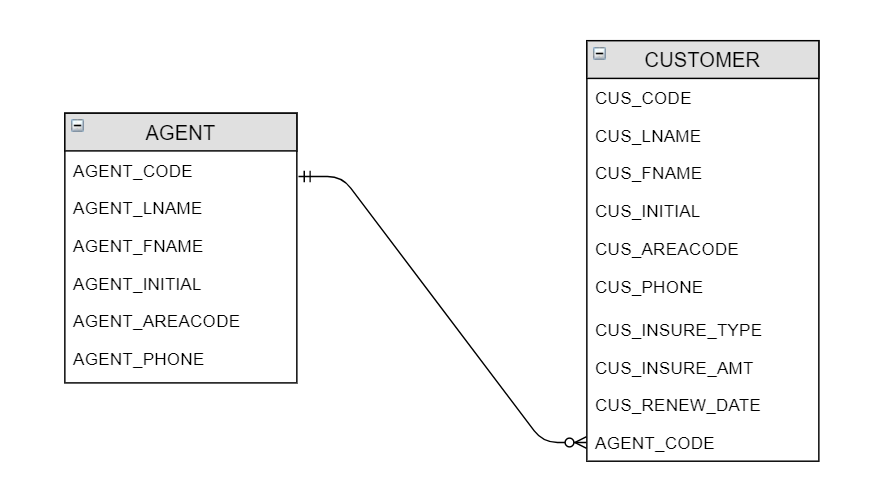 AGENT
AGENT_CODE
AGENT_LNAME
AGENT_FNAME
AGENT_INITIAL
AGENT_AREACODE
AGENT_PHONE
CUSTOMER
CUS_CODE
CUS_LNAME
CUS_FNAME
CUS_INITIAL
CUS_AREACODE
CUS_PHONE
CUS_INSURE_TYPE
CUS_INSURE_AMT
CUS_RENEW_DATE
AGENT_CODE